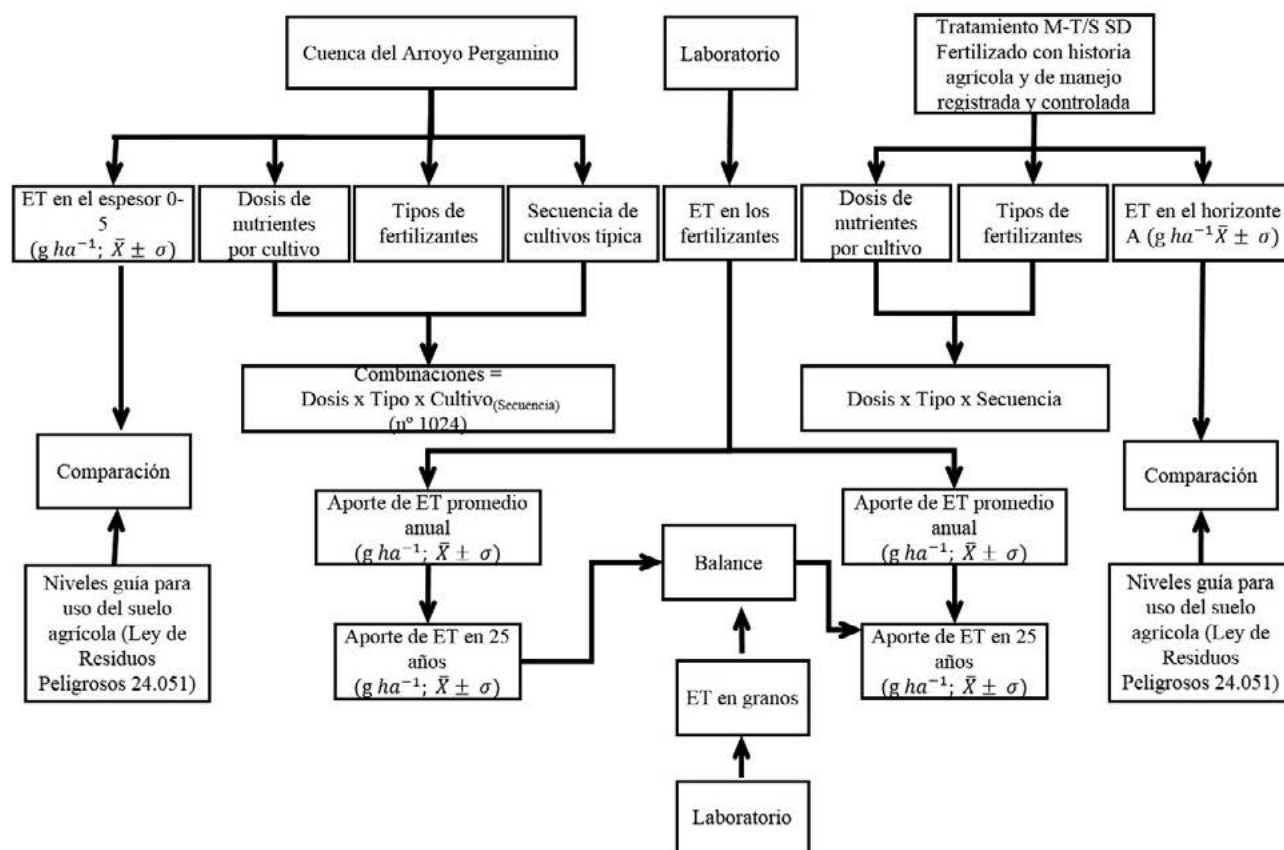 Cuenca del Arroyo Pergamino
Laboratorio
Tratamiento M-T/S SD
Fertilizado con historia
agrícola y de manejo
registrada y controlada
ET en el espesor 0-
5
(g ha⁻¹; X̄ ± σ)
Dosis de
nutrientes
por cultivo
Tipos de
fertilizantes
Secuencia de
cultivos típica
ET en los
fertilizantes
Dosis de
nutrientes
por cultivo
Tipos de
fertilizantes
ET en el horizonte
A (g ha⁻¹X̄ ± σ)
Combinaciones =
Dosis x Tipo x Cultivo(Secuencia)
(nº 1024)
Dosis x Tipo x Secuencia
Comparación
Comparación
Aporte de ET promedio
anual
(g ha⁻¹; X̄ ± σ)
Balance
Aporte de ET promedio
anual
(g ha⁻¹; X̄ ± σ)
Niveles guía para
uso del suelo
agrícola (Ley de
Residuos
Peligrosos 24.051)
Aporte de ET en 25
años
(g ha⁻¹; X̄ ± σ)
ET en granos
Aporte de ET en 25
años
(g ha⁻¹; X̄ ± σ)
Niveles guía para
uso del suelo
agrícola (Ley de
Residuos
Peligrosos 24.051)
Laboratorio